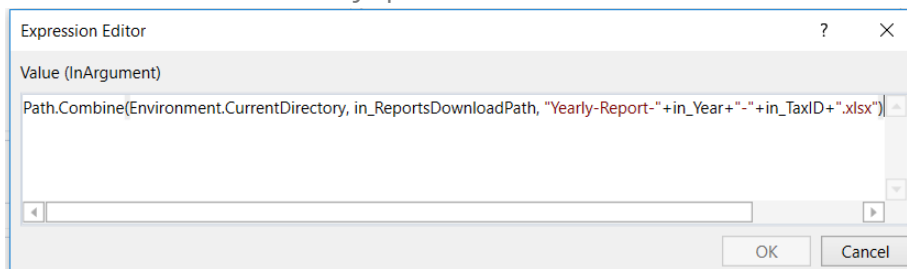 Expression Editor
?
Value (InArgument)
Path.Combine(Environment.CurrentDirectory, in_ReportsDownloadPath, "Yearly-Report-"+in_Year+"-"+in_TaxID+".xlsx")
OK
Cancel